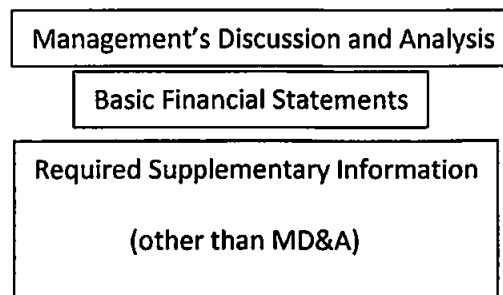 Management's Discussion and Analysis
Basic Financial Statements
Required Supplementary Information
(other than MD&A)